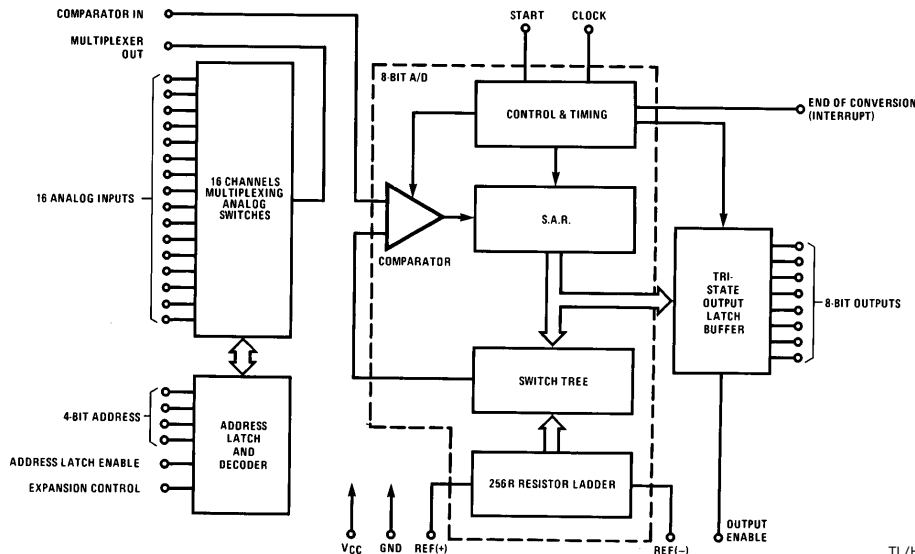 COMPARATOR IN
MULTIPLEXER
OUT
START
CLOCK
8-BIT A/D
CONTROL & TIMING
END OF CONVERSION
(INTERRUPT)
16 ANALOG INPUTS
16 CHANNELS
MULTIPLEXING
ANALOG
SWITCHES
S.A.R.
COMPARATOR
TRI-
STATE
OUTPUT
LATCH
BUFFER
8-BIT OUTPUTS
SWITCH TREE
4-BIT ADDRESS
ADDRESS
LATCH
AND
DECODER
ADDRESS LATCH ENABLE
EXPANSION CONTROL
256R RESISTOR LADDER
VCC
GND
REF(+)
REF(−)
OUTPUT
ENABLE